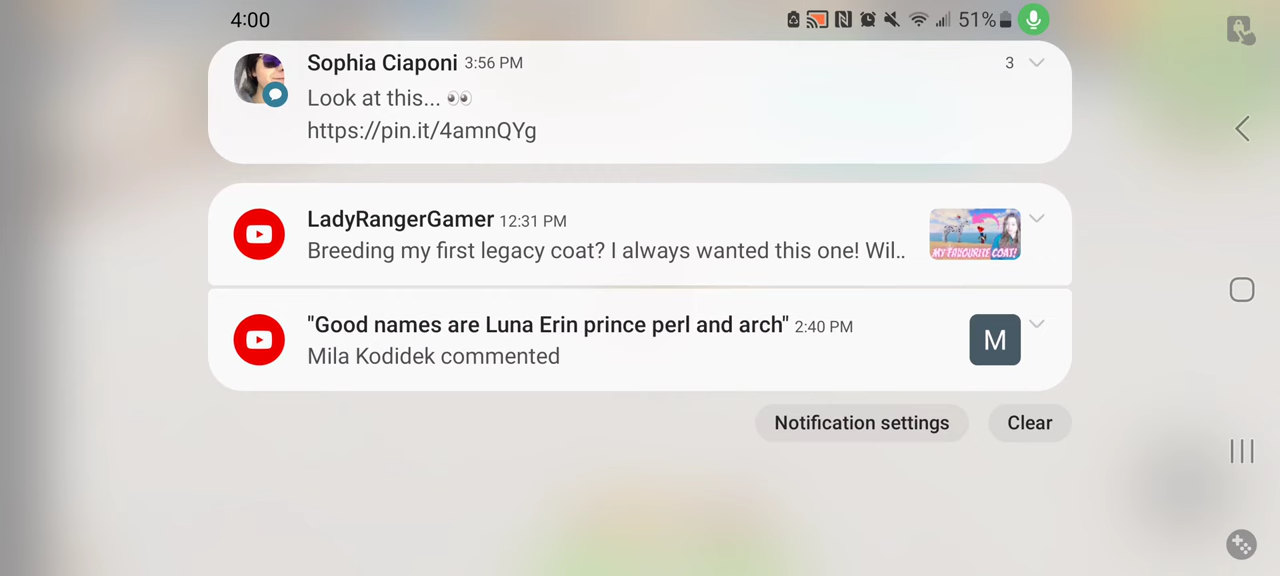 4:00
51%
Sophia Ciaponi 3:56 PM
3
Look at this... 👀
https://pin.it/4amnQYg
LadyRangerGamer 12:31 PM
Breeding my first legacy coat? I always wanted this one! Wil..
MY FAVOURITE COAT!
"Good names are Luna Erin prince perl and arch" 2:40 PM
Mila Kodidek commented
M
Notification settings
Clear